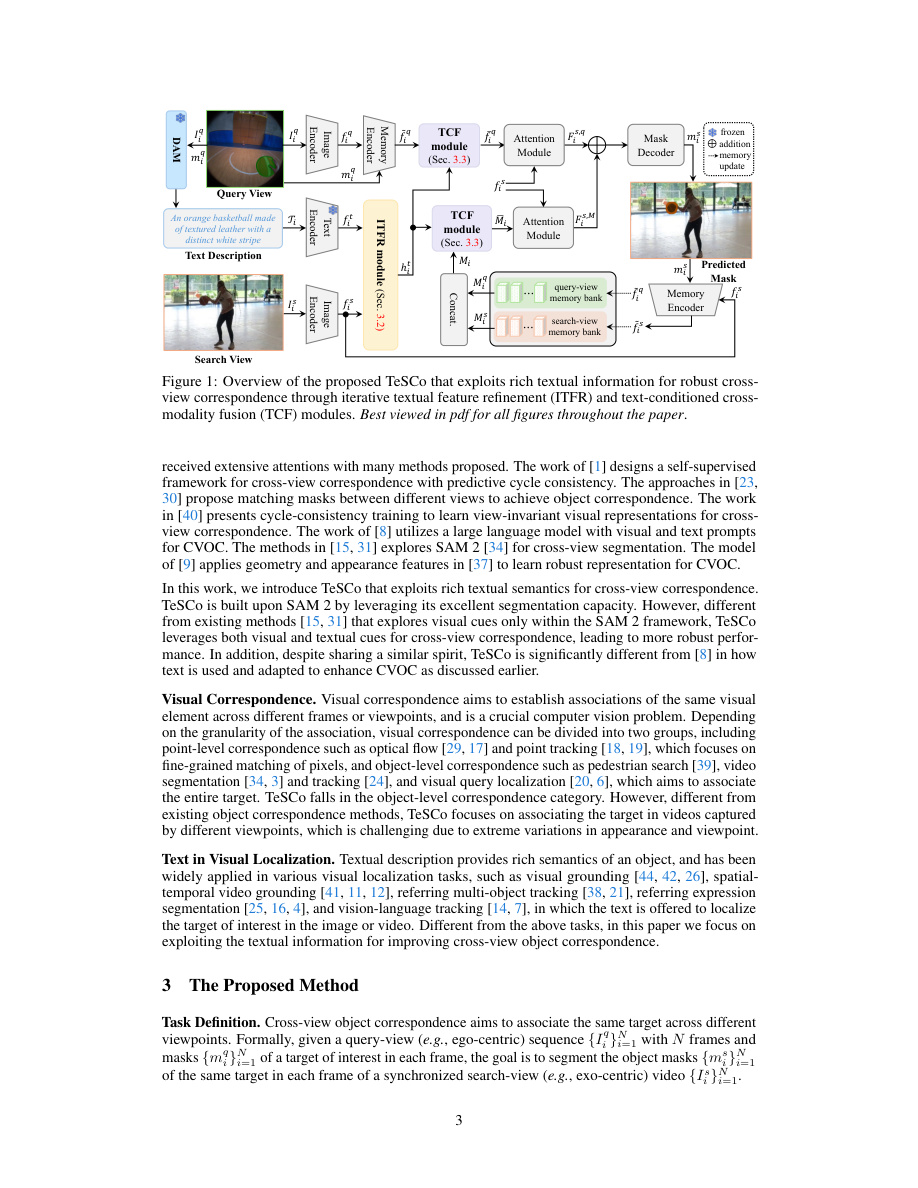 DAM
I_i^q
m_i^q
Query View
I_i^q
Image
Encoder
f_i^q
Memory
Encoder
m_i^q
f̃_i^q
TCF
module
(Sec. 3.3)
f̄_i^q
Attention
Module
F_i^{s,q}
Mask
Decoder
m_i^s
frozen
addition
memory
update
An orange basketball made
of textured leather with a
distinct white stripe
Text Description
𝒯_i
Text
Encoder
f_i^t
ITFR module (Sec. 3.2)
h_i^t
f_i^s
TCF
module
(Sec. 3.3)
M̄_i
Attention
Module
F_i^{s,M}
M_i
Predicted
Mask
I_i^s
Image
Encoder
f_i^s
Search View
Concat.
M_i^q
M_i^s
query-view
memory bank
search-view
memory bank
f̃_i^q
f̃_i^s
m_i^s
Memory
Encoder
f_i^s
Figure 1: Overview of the proposed TeSCo that exploits rich textual information for robust cross-
view correspondence through iterative textual feature refinement (ITFR) and text-conditioned cross-
modality fusion (TCF) modules. Best viewed in pdf for all figures throughout the paper.
received extensive attentions with many methods proposed. The work of [1] designs a self-supervised
framework for cross-view correspondence with predictive cycle consistency. The approaches in [23,
30] propose matching masks between different views to achieve object correspondence. The work
in [40] presents cycle-consistency training to learn view-invariant visual representations for cross-
view correspondence. The work of [8] utilizes a large language model with visual and text prompts
for CVOC. The methods in [15, 31] explores SAM 2 [34] for cross-view segmentation. The model
of [9] applies geometry and appearance features in [37] to learn robust representation for CVOC.
In this work, we introduce TeSCo that exploits rich textual semantics for cross-view correspondence.
TeSCo is built upon SAM 2 by leveraging its excellent segmentation capacity. However, different
from existing methods [15, 31] that explores visual cues only within the SAM 2 framework, TeSCo
leverages both visual and textual cues for cross-view correspondence, leading to more robust perfor-
mance. In addition, despite sharing a similar spirit, TeSCo is significantly different from [8] in how
text is used and adapted to enhance CVOC as discussed earlier.
Visual Correspondence. Visual correspondence aims to establish associations of the same visual
element across different frames or viewpoints, and is a crucial computer vision problem. Depending
on the granularity of the association, visual correspondence can be divided into two groups, including
point-level correspondence such as optical flow [29, 17] and point tracking [18, 19], which focuses on
fine-grained matching of pixels, and object-level correspondence such as pedestrian search [39], video
segmentation [34, 3] and tracking [24], and visual query localization [20, 6], which aims to associate
the entire target. TeSCo falls in the object-level correspondence category. However, different from
existing object correspondence methods, TeSCo focuses on associating the target in videos captured
by different viewpoints, which is challenging due to extreme variations in appearance and viewpoint.
Text in Visual Localization. Textual description provides rich semantics of an object, and has been
widely applied in various visual localization tasks, such as visual grounding [44, 42, 26], spatial-
temporal video grounding [41, 11, 12], referring multi-object tracking [38, 21], referring expression
segmentation [25, 16, 4], and vision-language tracking [14, 7], in which the text is offered to localize
the target of interest in the image or video. Different from the above tasks, in this paper we focus on
exploiting the textual information for improving cross-view object correspondence.
3 The Proposed Method
Task Definition. Cross-view object correspondence aims to associate the same target across different
viewpoints. Formally, given a query-view (e.g., ego-centric) sequence {I_i^q}_{i=1}^N with N frames and
masks {m_i^q}_{i=1}^N of a target of interest in each frame, the goal is to segment the object masks {m_i^s}_{i=1}^N
of the same target in each frame of a synchronized search-view (e.g., exo-centric) video {I_i^s}_{i=1}^N.
3